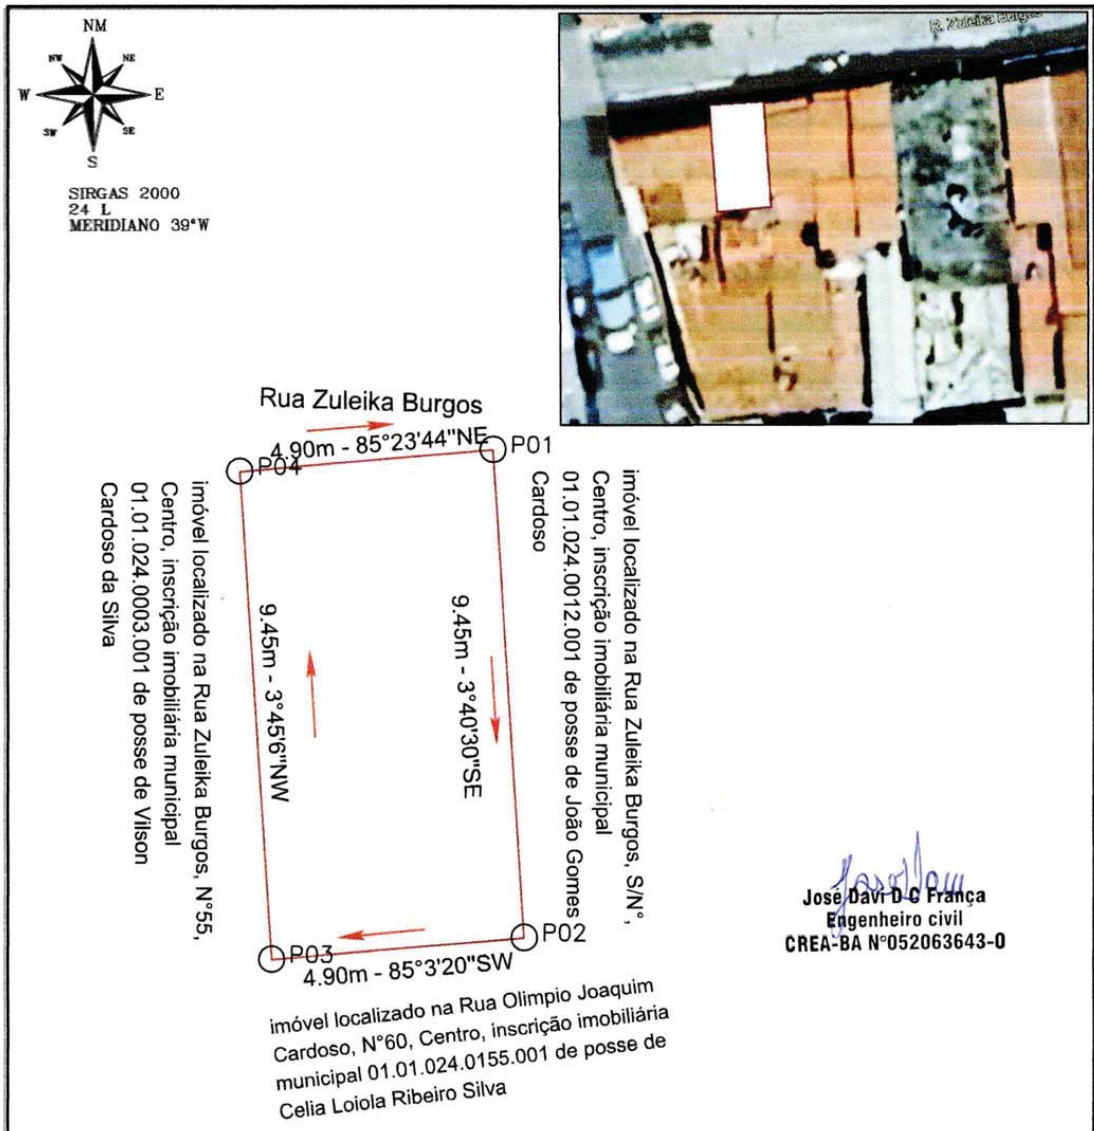 NM
NW
NE
W
E
SW
SE
S
SIRGAS 2000
24 L
MERIDIANO 39°W
R. Zuleika Burgos
Rua Zuleika Burgos
4.90m - 85°23'44"NE
P04
P01
imóvel localizado na Rua Zuleika Burgos, S/N°,
Centro, inscrição imobiliária municipal
01.01.024.0012.001 de posse de João Gomes
Cardoso
9.45m - 3°40'30"SE
9.45m - 3°45'6"NW
imóvel localizado na Rua Zuleika Burgos, N°55,
Centro, inscrição imobiliária municipal
01.01.024.0003.001 de posse de Vilson
Cardoso da Silva
P03
P02
4.90m - 85°3'20"SW
imóvel localizado na Rua Olimpio Joaquim
Cardoso, N°60, Centro, inscrição imobiliária
municipal 01.01.024.0155.001 de posse de
Celia Loiola Ribeiro Silva
José Davi D C França
Engenheiro civil
CREA-BA N°052063643-0